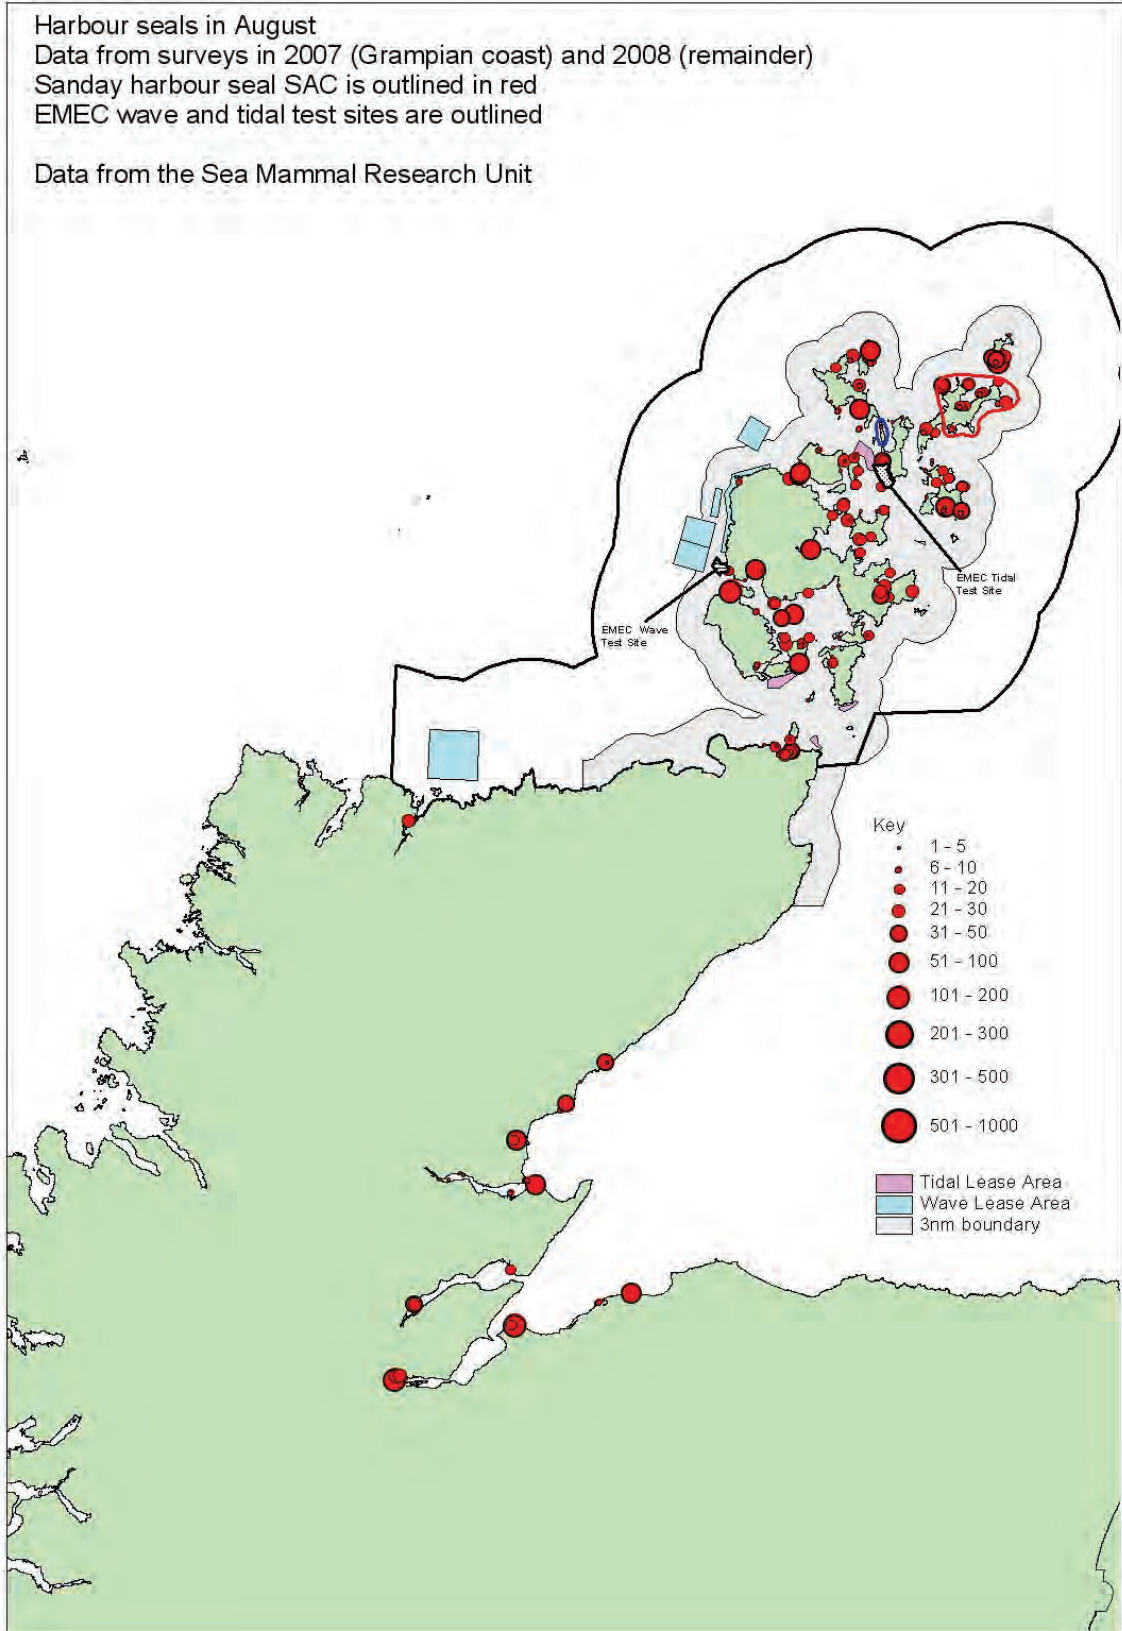 Harbour seals in August
Data from surveys in 2007 (Grampian coast) and 2008 (remainder)
Sanday harbour seal SAC is outlined in red
EMEC wave and tidal test sites are outlined
Data from the Sea Mammal Research Unit
EMEC Tidal
Test Site
EMEC Wave
Test Site
Key
1 - 5
6 - 10
11 - 20
21 - 30
31 - 50
51 - 100
101 - 200
201 - 300
301 - 500
501 - 1000
Tidal Lease Area
Wave Lease Area
3nm boundary